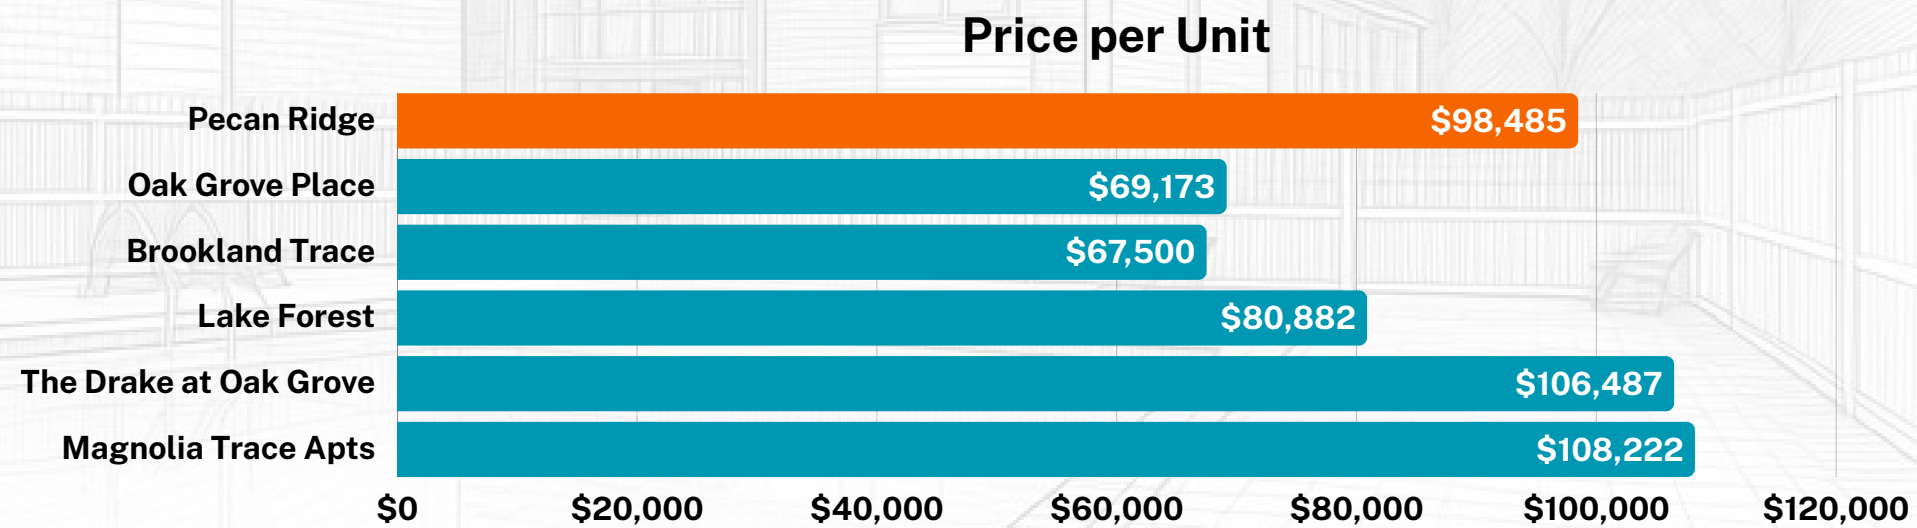 Price per Unit
Pecan Ridge $98,485
Oak Grove Place $69,173
Brookland Trace $67,500
Lake Forest $80,882
The Drake at Oak Grove $106,487
Magnolia Trace Apts $108,222
$0 $20,000 $40,000 $60,000 $80,000 $100,000 $120,000